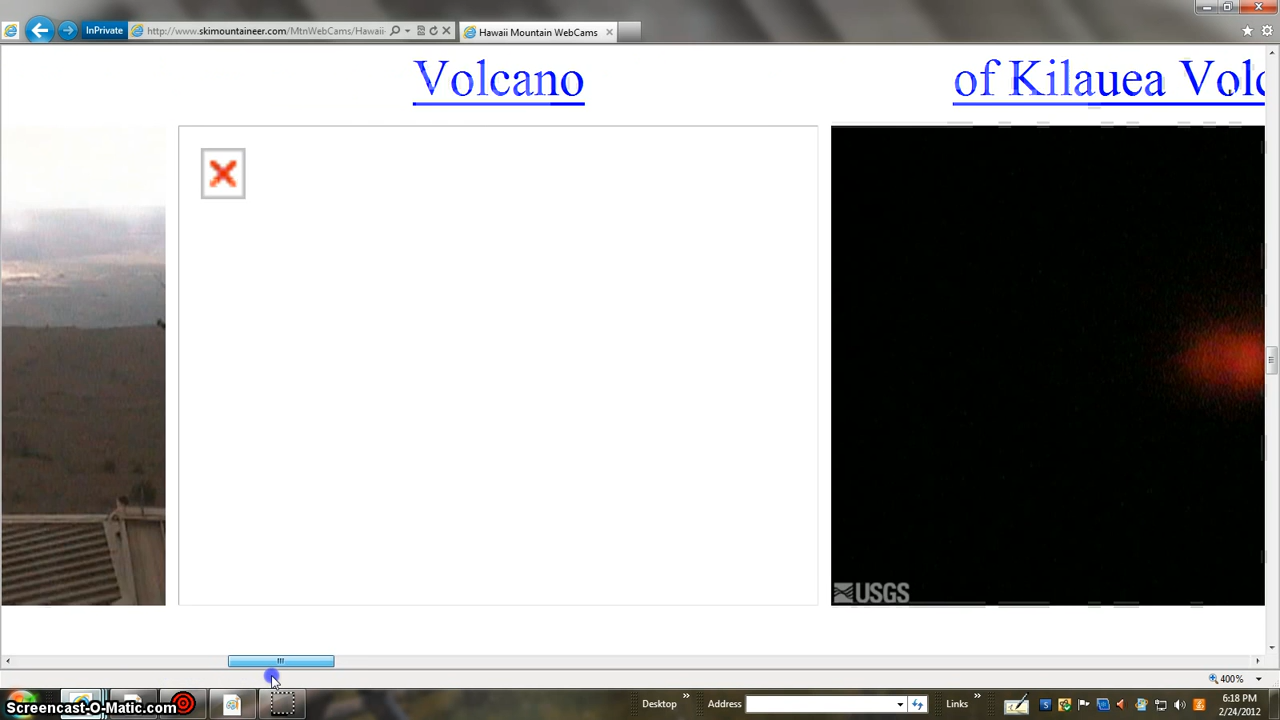 InPrivate
http://www.skimountaineer.com/MtnWebCams/Hawaii-
Hawaii Mountain WebCams
Volcano
of Kilauea Volc
USGS
400%
Desktop
Address
Links
6:18 PM
2/24/2012
Screencast-O-Matic.com